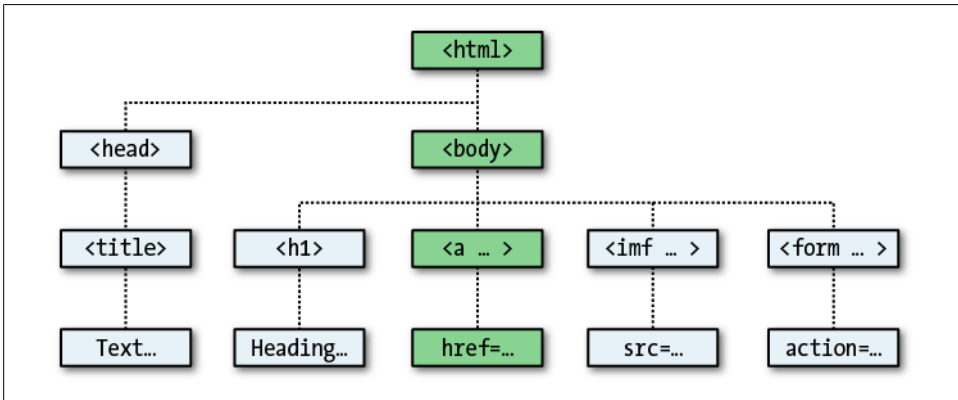 <html>
<head>
<body>
<title>
<h1>
<a … >
<imf … >
<form … >
Text…
Heading…
href=…
src=…
action=…